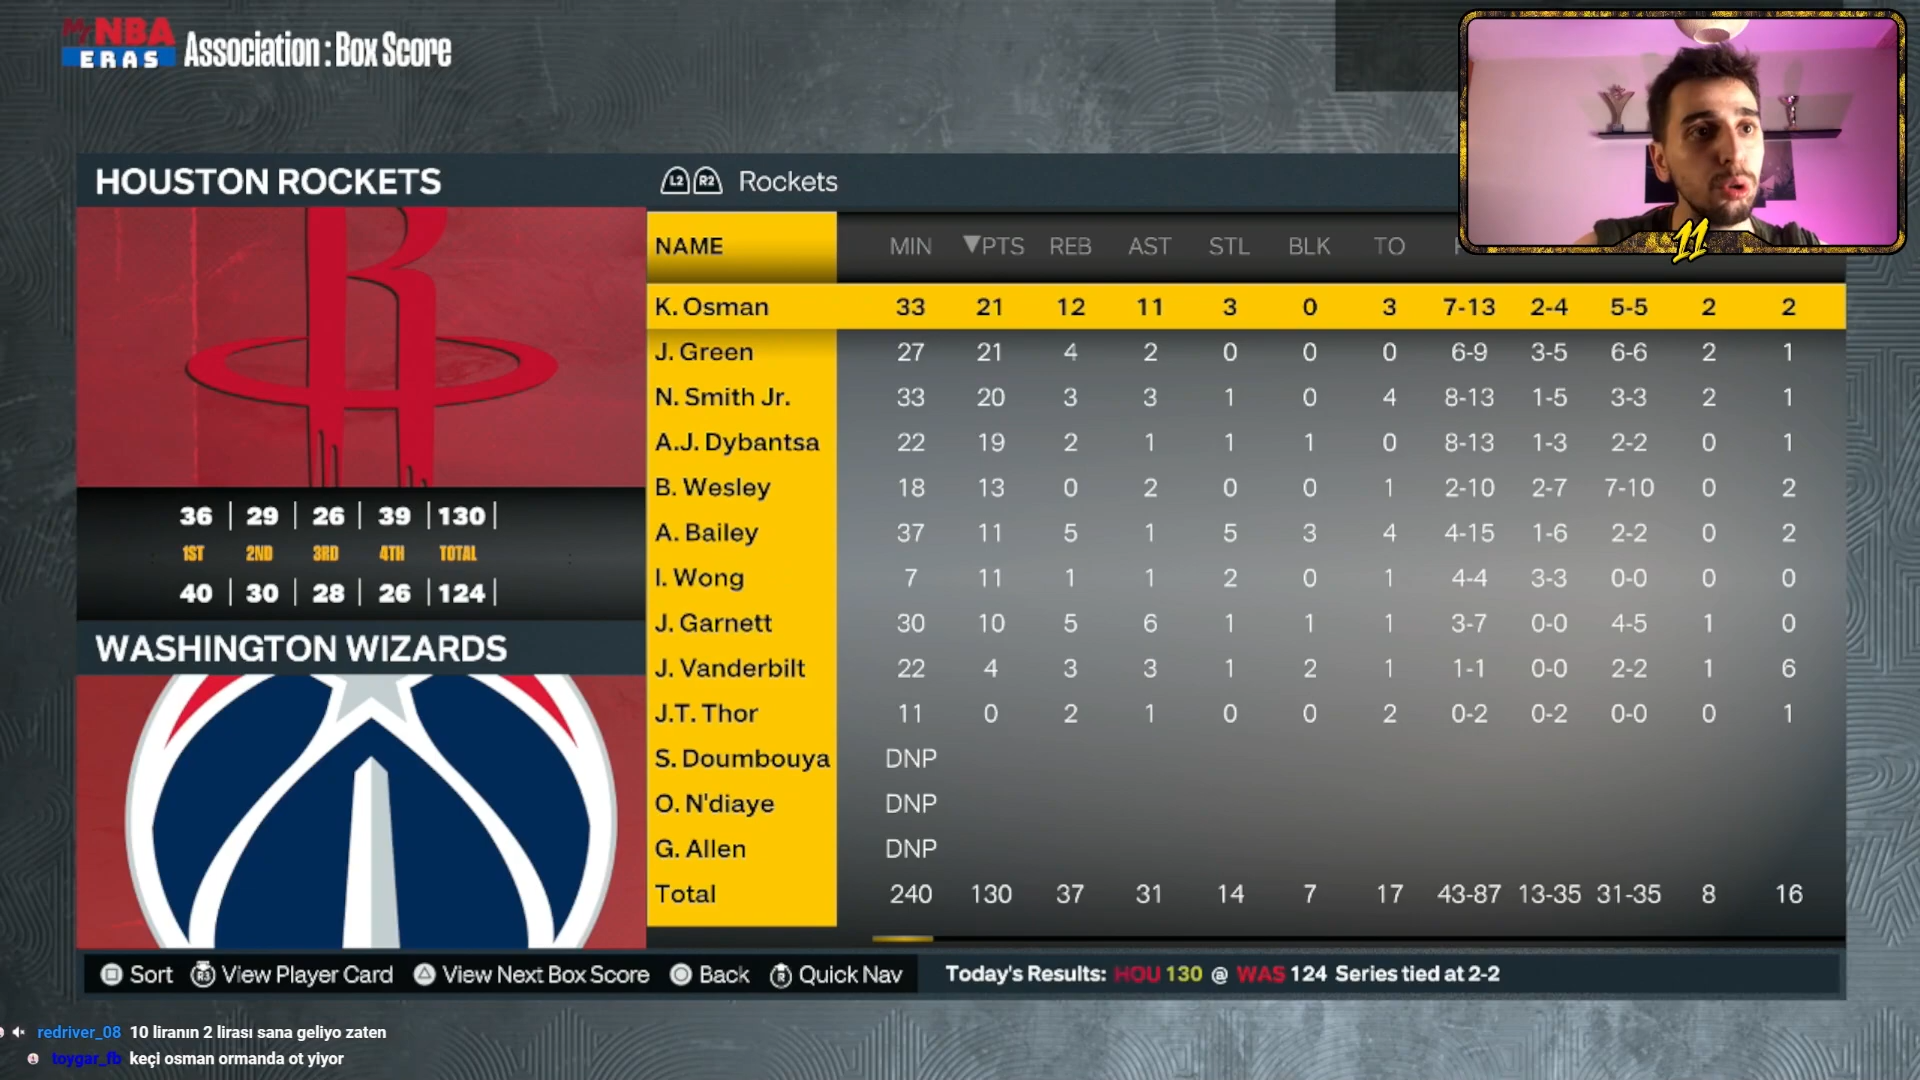 My NBA ERAS Association : Box Score
HOUSTON ROCKETS
36 | 29 | 26 | 39 | 130 |
1ST 2ND 3RD 4TH TOTAL
40 | 30 | 28 | 26 | 124 |
WASHINGTON WIZARDS
L2 R2 Rockets
NAME MIN ▼PTS REB AST STL BLK TO
K. Osman 33 21 12 11 3 0 3 7-13 2-4 5-5 2 2
J. Green 27 21 4 2 0 0 0 6-9 3-5 6-6 2 1
N. Smith Jr. 33 20 3 3 1 0 4 8-13 1-5 3-3 2 1
A.J. Dybantsa 22 19 2 1 1 1 0 8-13 1-3 2-2 0 1
B. Wesley 18 13 0 2 0 0 1 2-10 2-7 7-10 0 2
A. Bailey 37 11 5 1 5 3 4 4-15 1-6 2-2 0 2
I. Wong 7 11 1 1 2 0 1 4-4 3-3 0-0 0 0
J. Garnett 30 10 5 6 1 1 1 3-7 0-0 4-5 1 0
J. Vanderbilt 22 4 3 3 1 2 1 1-1 0-0 2-2 1 6
J.T. Thor 11 0 2 1 0 0 2 0-2 0-2 0-0 0 1
S. Doumbouya DNP
O. N'diaye DNP
G. Allen DNP
Total 240 130 37 31 14 7 17 43-87 13-35 31-35 8 16
11
Sort R3 View Player Card View Next Box Score Back R Quick Nav
Today's Results: HOU 130 @ WAS 124 Series tied at 2-2
redriver_08 10 liranın 2 lirası sana geliyo zaten
toygar_fb keçi osman ormanda ot yiyor